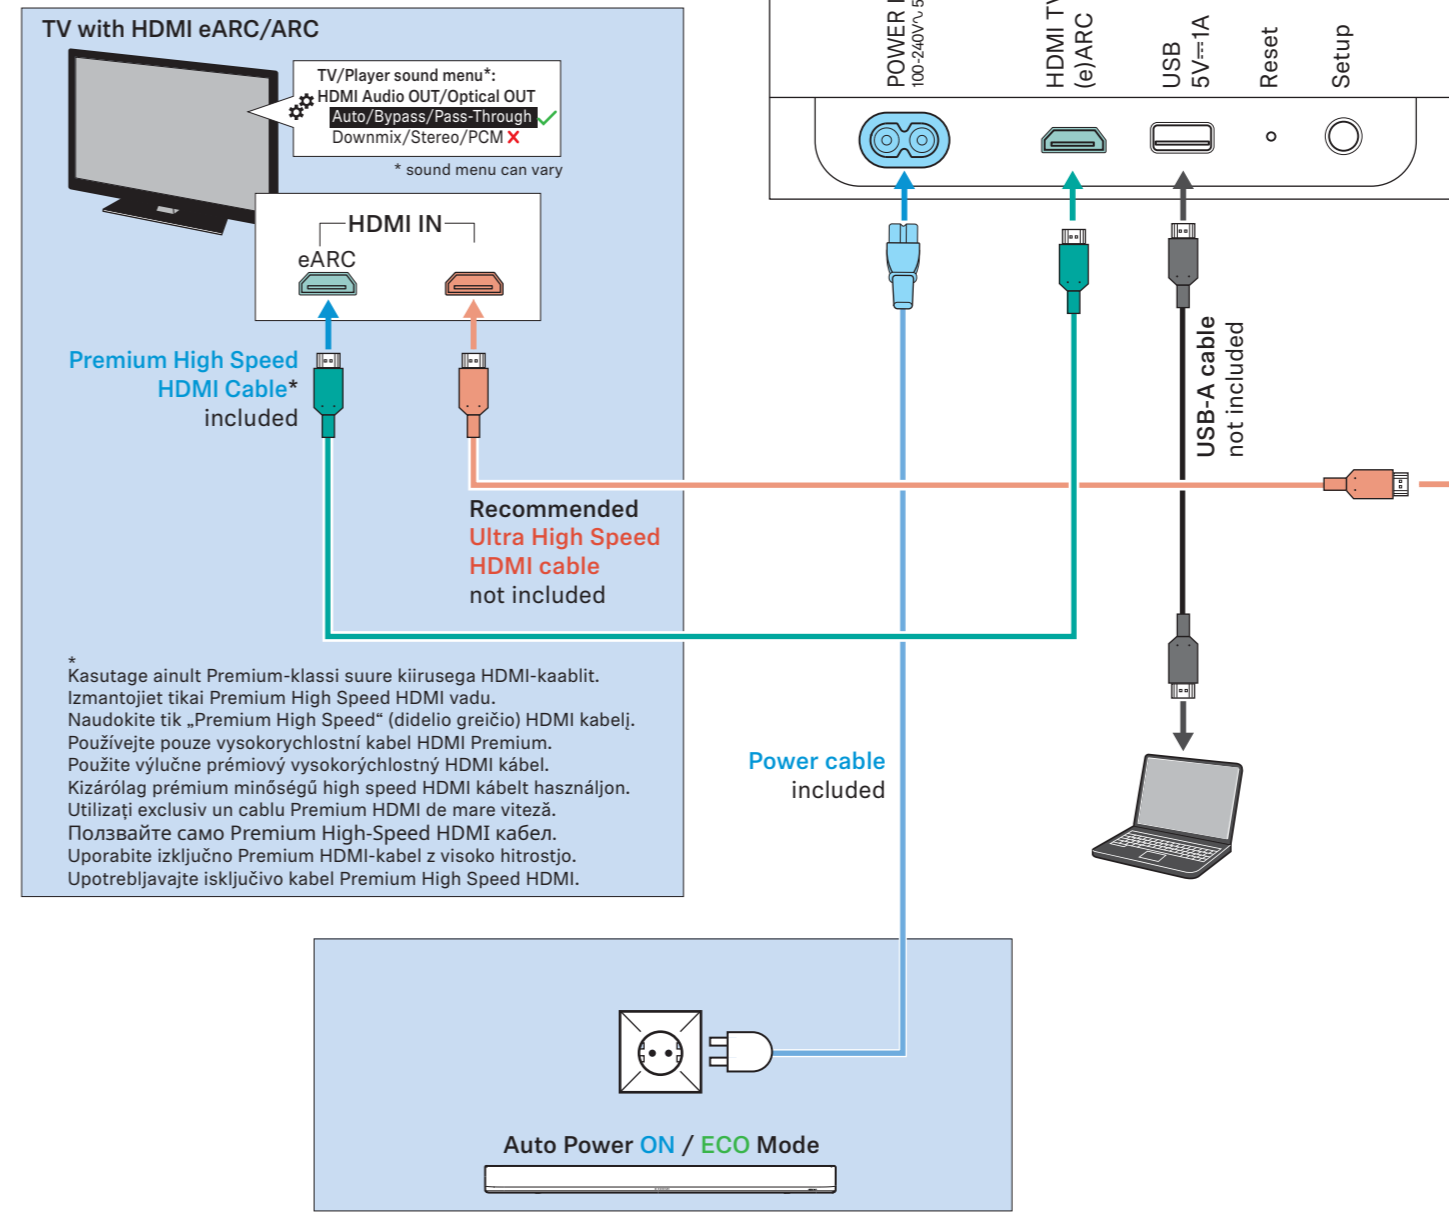 TV with HDMI eARC/ARC
TV/Player sound menu*:
HDMI Audio OUT/Optical OUT
Auto/Bypass/Pass-Through
Downmix/Stereo/PCM
* sound menu can vary
HDMI IN
eARC
Premium High Speed
HDMI Cable*
included
Recommended
Ultra High Speed
HDMI cable
not included
*
Kasutage ainult Premium-klassi suure kiirusega HDMI-kaablit.
Izmantojiet tikai Premium High Speed HDMI vadu.
Naudokite tik „Premium High Speed“ (didelio greičio) HDMI kabelį.
Používejte pouze vysokorychlostní kabel HDMI Premium.
Použite výlučne prémiový vysokorýchlostný HDMI kábel.
Kizárólag prémium minőségű high speed HDMI kábelt használjon.
Utilizați exclusiv un cablu Premium HDMI de mare viteză.
Ползвайте само Premium High-Speed HDMI кабел.
Uporabite izključno Premium HDMI-kabel z visoko hitrostjo.
Upotrebljavajte isključivo kabel Premium High Speed HDMI.
POWER
100-240V∿
HDMI TV
(e)ARC
USB
5V⎓1A
Reset
Setup
USB-A cable
not included
Power cable
included
Auto Power ON / ECO Mode